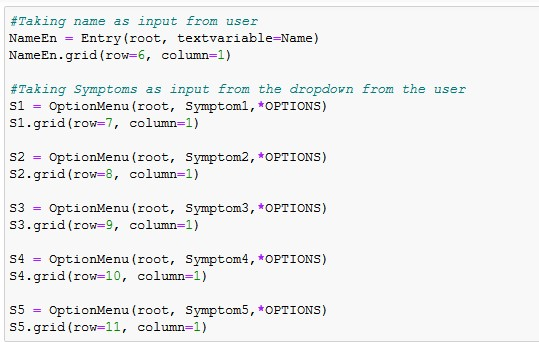 #Taking name as input from user
NameEn = Entry(root, textvariable=Name)
NameEn.grid(row=6, column=1)
#Taking Symptoms as input from the dropdown from the user
S1 = OptionMenu(root, Symptom1,*OPTIONS)
S1.grid(row=7, column=1)
S2 = OptionMenu(root, Symptom2,*OPTIONS)
S2.grid(row=8, column=1)
S3 = OptionMenu(root, Symptom3,*OPTIONS)
S3.grid(row=9, column=1)
S4 = OptionMenu(root, Symptom4,*OPTIONS)
S4.grid(row=10, column=1)
S5 = OptionMenu(root, Symptom5,*OPTIONS)
S5.grid(row=11, column=1)